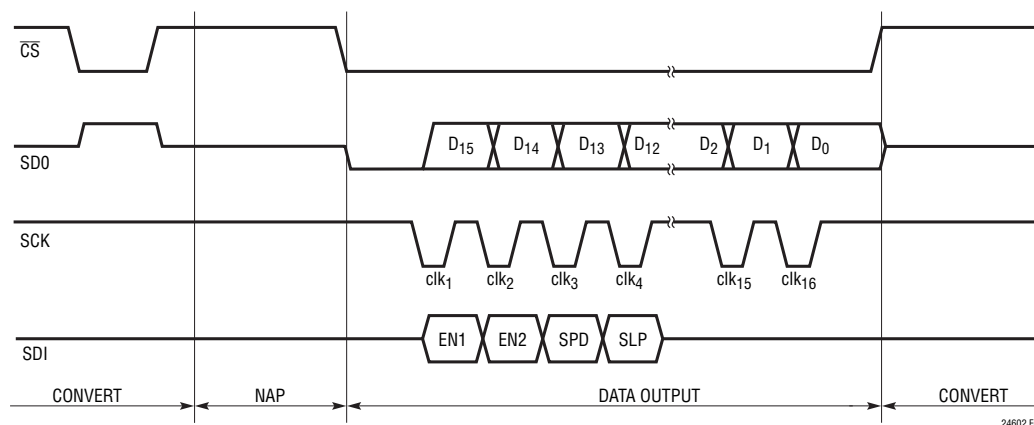 CS
D15 D14 D13 D12 D2 D1 D0
SD0
SCK
clk1 clk2 clk3 clk4 clk15 clk16
EN1 EN2 SPD SLP
SDI
CONVERT NAP DATA OUTPUT CONVERT
24602 F